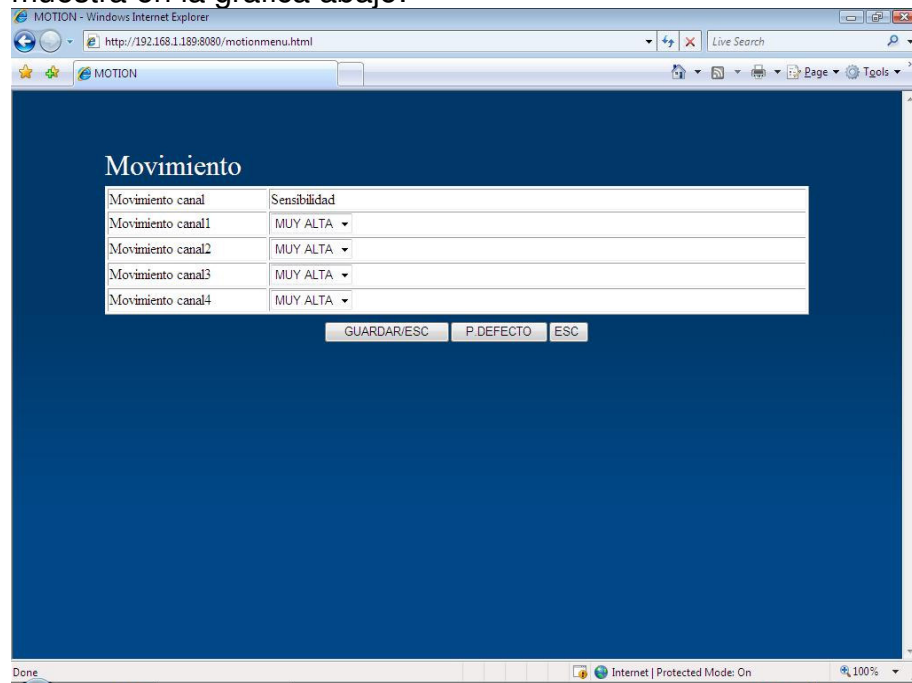 muestra en la gráfica abajo:
MOTION - Windows Internet Explorer
http://192.168.1.189:8080/motionmenu.html
Live Search
MOTION
Page
Tools
Movimiento
Movimiento canal Sensibilidad
Movimiento canal1 MUY ALTA
Movimiento canal2 MUY ALTA
Movimiento canal3 MUY ALTA
Movimiento canal4 MUY ALTA
GUARDAR/ESC P.DEFECTO ESC
Done Internet | Protected Mode: On 100%